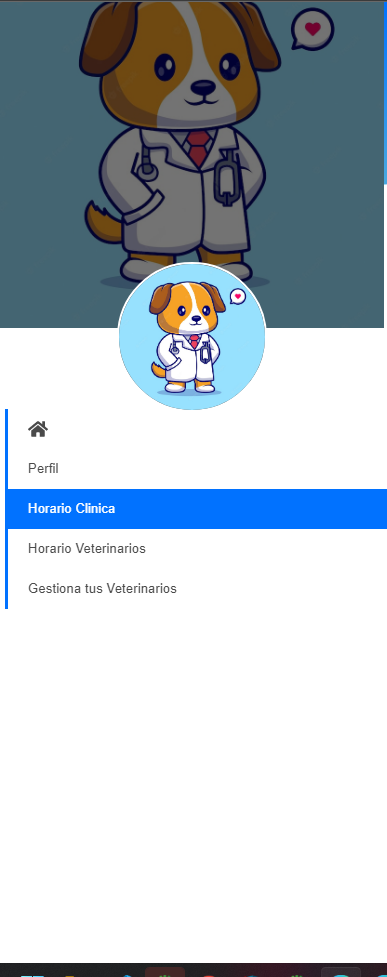 Perfil
Horario Clinica
Horario Veterinarios
Gestiona tus Veterinarios